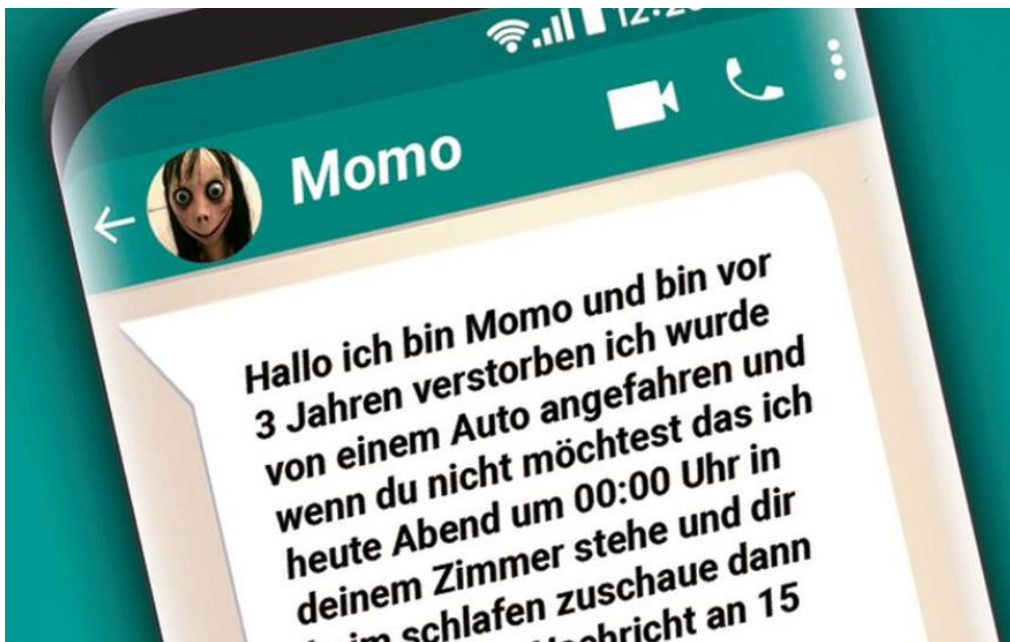 Momo
Hallo ich bin Momo und bin vor
3 Jahren verstorben ich wurde
von einem Auto angefahren und
wenn du nicht möchtest das ich
heute Abend um 00:00 Uhr in
deinem Zimmer stehe und dir
schlafen zuschaue dann
an 15